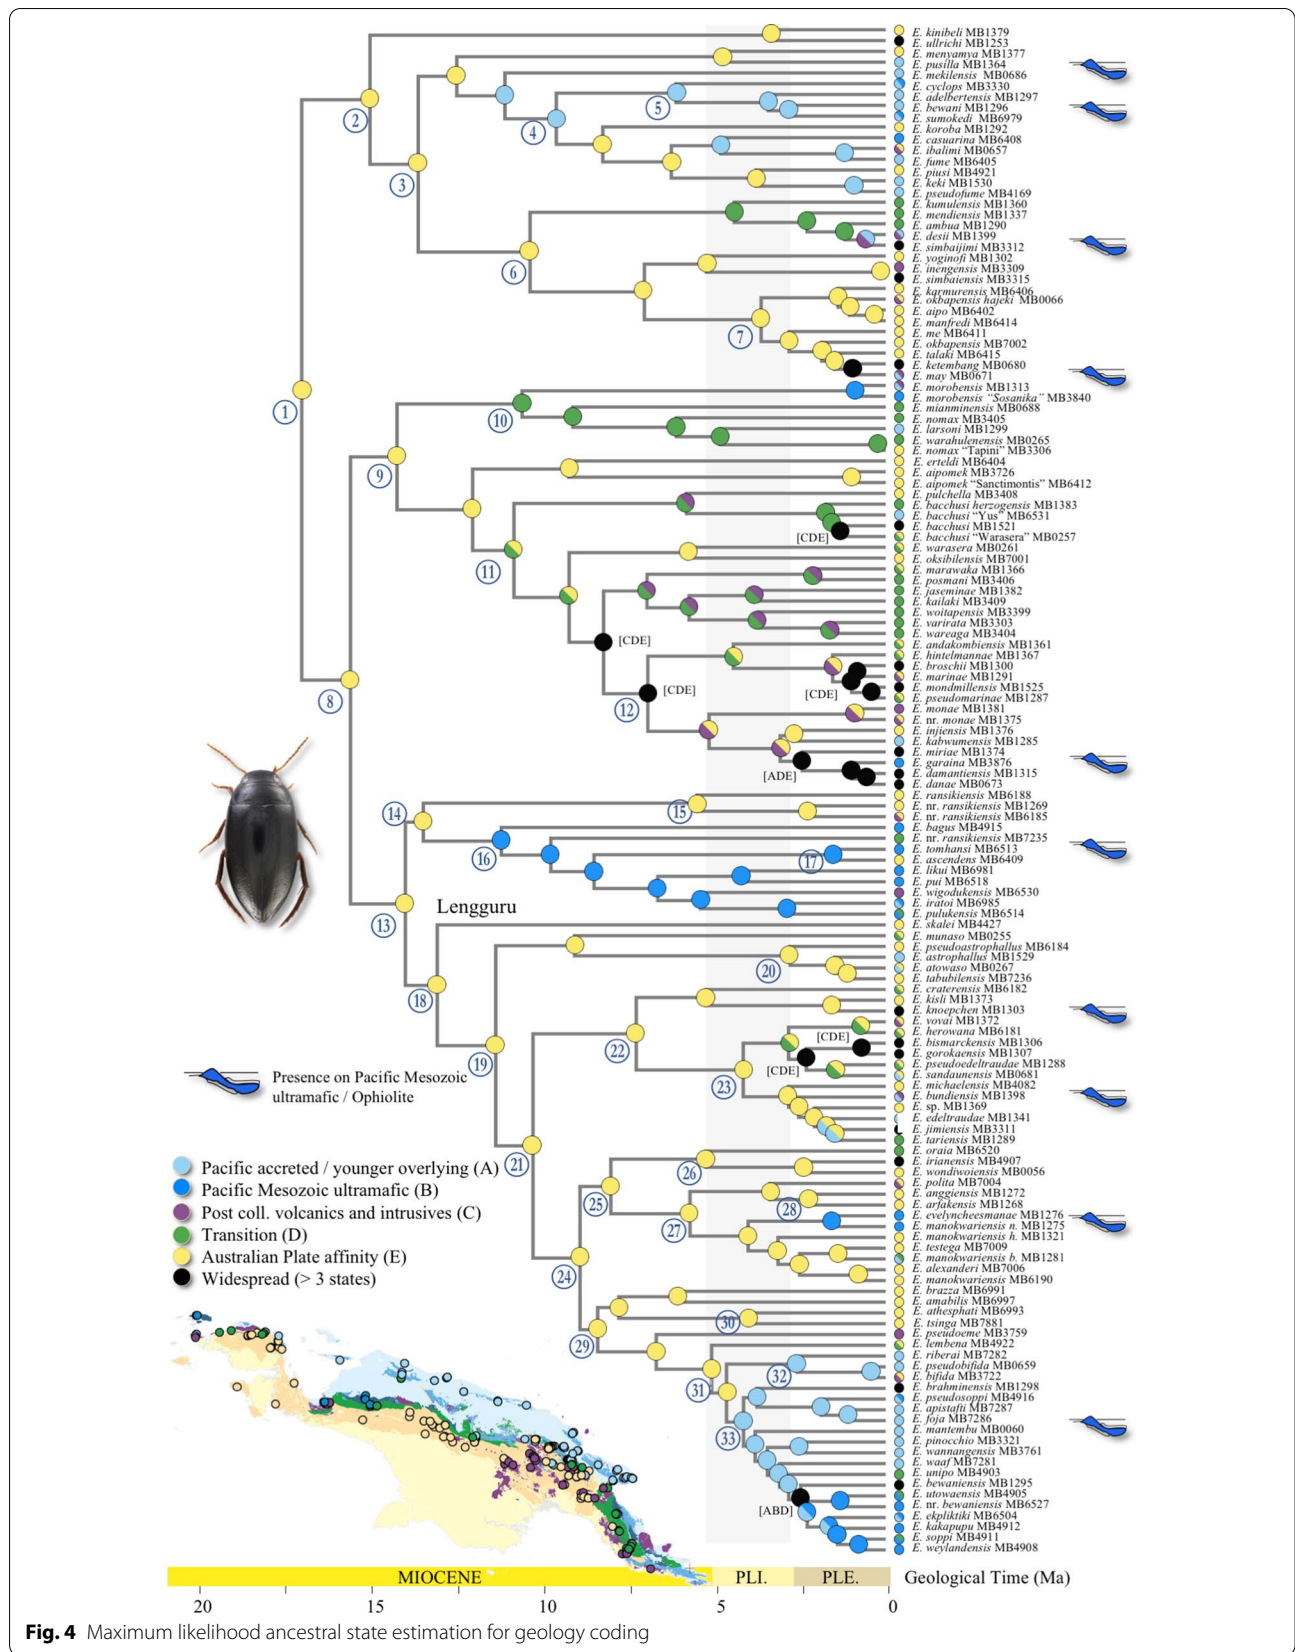 E. kinibeli MB1379
E. ullrichi MB1253
E. menyamya MB1377
E. pusilla MB1364
E. mekilensis MB0686
E. cyclops MB3330
E. adelbertensis MB1297
E. bewani MB1296
E. sumokedi MB6979
E. koroba MB1292
E. casuarina MB6408
E. ibalimi MB0657
E. fume MB6405
E. piusi MB4921
E. keki MB1530
E. pseudofume MB4169
E. kumulensis MB1360
E. mendiensis MB1337
E. ambua MB1290
E. desii MB1399
E. simbaijimi MB3312
E. yoginofi MB1302
E. inengensis MB3309
E. simbaiensis MB3315
E. karmurensis MB6406
E. okbapensis hajeki MB0066
E. aipo MB6402
E. manfredi MB6414
E. me MB6411
E. okbapensis MB7002
E. talaki MB6415
E. ketembang MB0680
E. may MB0671
E. morobensis MB1313
E. morobensis "Sosanika" MB3840
E. mianminensis MB0688
E. nomax MB3405
E. larsoni MB1299
E. warahulenensis MB0265
E. nomax "Tapini" MB3306
E. erteldi MB6404
E. aipomek MB3726
E. aipomek "Sanctimontis" MB6412
E. pulchella MB3408
E. bacchusi herzogensis MB1383
E. bacchusi "Yus" MB6531
E. bacchusi MB1521
E. bacchusi "Warasera" MB0257
E. warasera MB0261
E. oksibilensis MB7001
E. marawaka MB1366
E. posmani MB3406
E. jaseminae MB1382
E. kailaki MB3409
E. woitapensis MB3399
E. varirata MB3303
E. wareaga MB3404
E. andakombiensis MB1361
E. hintelmannae MB1367
E. broschii MB1300
E. marinae MB1291
E. mondmillensis MB1525
E. pseudomarinae MB1287
E. monae MB1381
E. nr. monae MB1375
E. injiensis MB1376
E. kabwumensis MB1285
E. miriae MB1374
E. garaina MB3876
E. damantiensis MB1315
E. danae MB0673
E. ransikiensis MB6188
E. nr. ransikiensis MB1269
E. nr. ransikiensis MB6185
E. bagus MB4915
E. nr. ransikiensis MB7235
E. tomhansi MB6513
E. ascendens MB6409
E. likui MB6981
E. pui MB6518
E. wigodukensis MB6530
E. iratoi MB6985
E. pulukensis MB6514
E. skalei MB4427
E. munaso MB0255
E. pseudoastrophallus MB6184
E. astrophallus MB1529
E. atowaso MB0267
E. tabubilensis MB7236
E. craterensis MB6182
E. kisli MB1373
E. knoepchen MB1303
E. vovai MB1372
E. herowana MB6181
E. bismarckensis MB1306
E. gorokaensis MB1307
E. pseudoedeltraudae MB1288
E. sandaunensis MB0681
E. michaelensis MB4082
E. bundiensis MB1398
E. sp. MB1369
E. edeltraudae MB1341
E. jimiensis MB3311
E. tariensis MB1289
E. oraia MB6520
E. irianensis MB4907
E. wondiwoiensis MB0056
E. polita MB7004
E. anggiensis MB1272
E. arfakensis MB1268
E. evelyncheesmanae MB1276
E. manokwariensis n. MB1275
E. manokwariensis h. MB1321
E. testega MB7009
E. manokwariensis b. MB1281
E. alexanderi MB7006
E. manokwariensis MB6190
E. brazza MB6991
E. amabilis MB6997
E. athesphati MB6993
E. tsinga MB7881
E. pseudoeme MB3759
E. lembena MB4922
E. riberai MB7282
E. pseudobifida MB0659
E. bifida MB3722
E. brahminensis MB1298
E. pseudosoppi MB4916
E. apistafti MB7287
E. foja MB7286
E. mantembu MB0060
E. pinocchio MB3321
E. wannangensis MB3761
E. waaf MB7281
E. unipo MB4903
E. bewaniensis MB1295
E. utowaensis MB4905
E. nr. bewaniensis MB6527
E. ekpliktiki MB6504
E. kakapupu MB4912
E. soppi MB4911
E. weylandensis MB4908
1
2
3
4
5
6
7
8
9
10
11
12
13
14
15
16
17
18
19
20
21
22
23
24
25
26
27
28
29
30
31
32
33
[CDE]
[CDE]
[CDE]
[CDE]
[ADE]
[CDE]
[CDE]
[ABD]
Lengguru
Presence on Pacific Mesozoic
ultramafic / Ophiolite
Pacific accreted / younger overlying (A)
Pacific Mesozoic ultramafic (B)
Post coll. volcanics and intrusives (C)
Transition (D)
Australian Plate affinity (E)
Widespread (> 3 states)
MIOCENE PLI. PLE. Geological Time (Ma)
20 15 10 5 0
Fig. 4 Maximum likelihood ancestral state estimation for geology coding